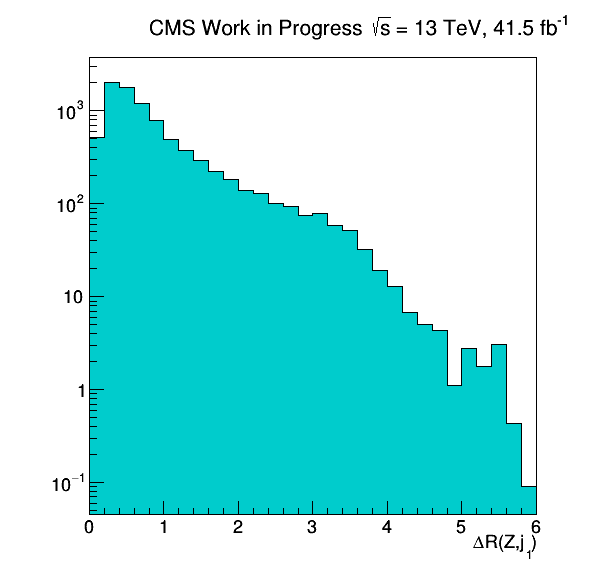 CMS Work in Progress √s = 13 TeV, 41.5 fb⁻¹
10³
10²
10
1
10⁻¹
0 1 2 3 4 5 6
ΔR(Z,j₁)